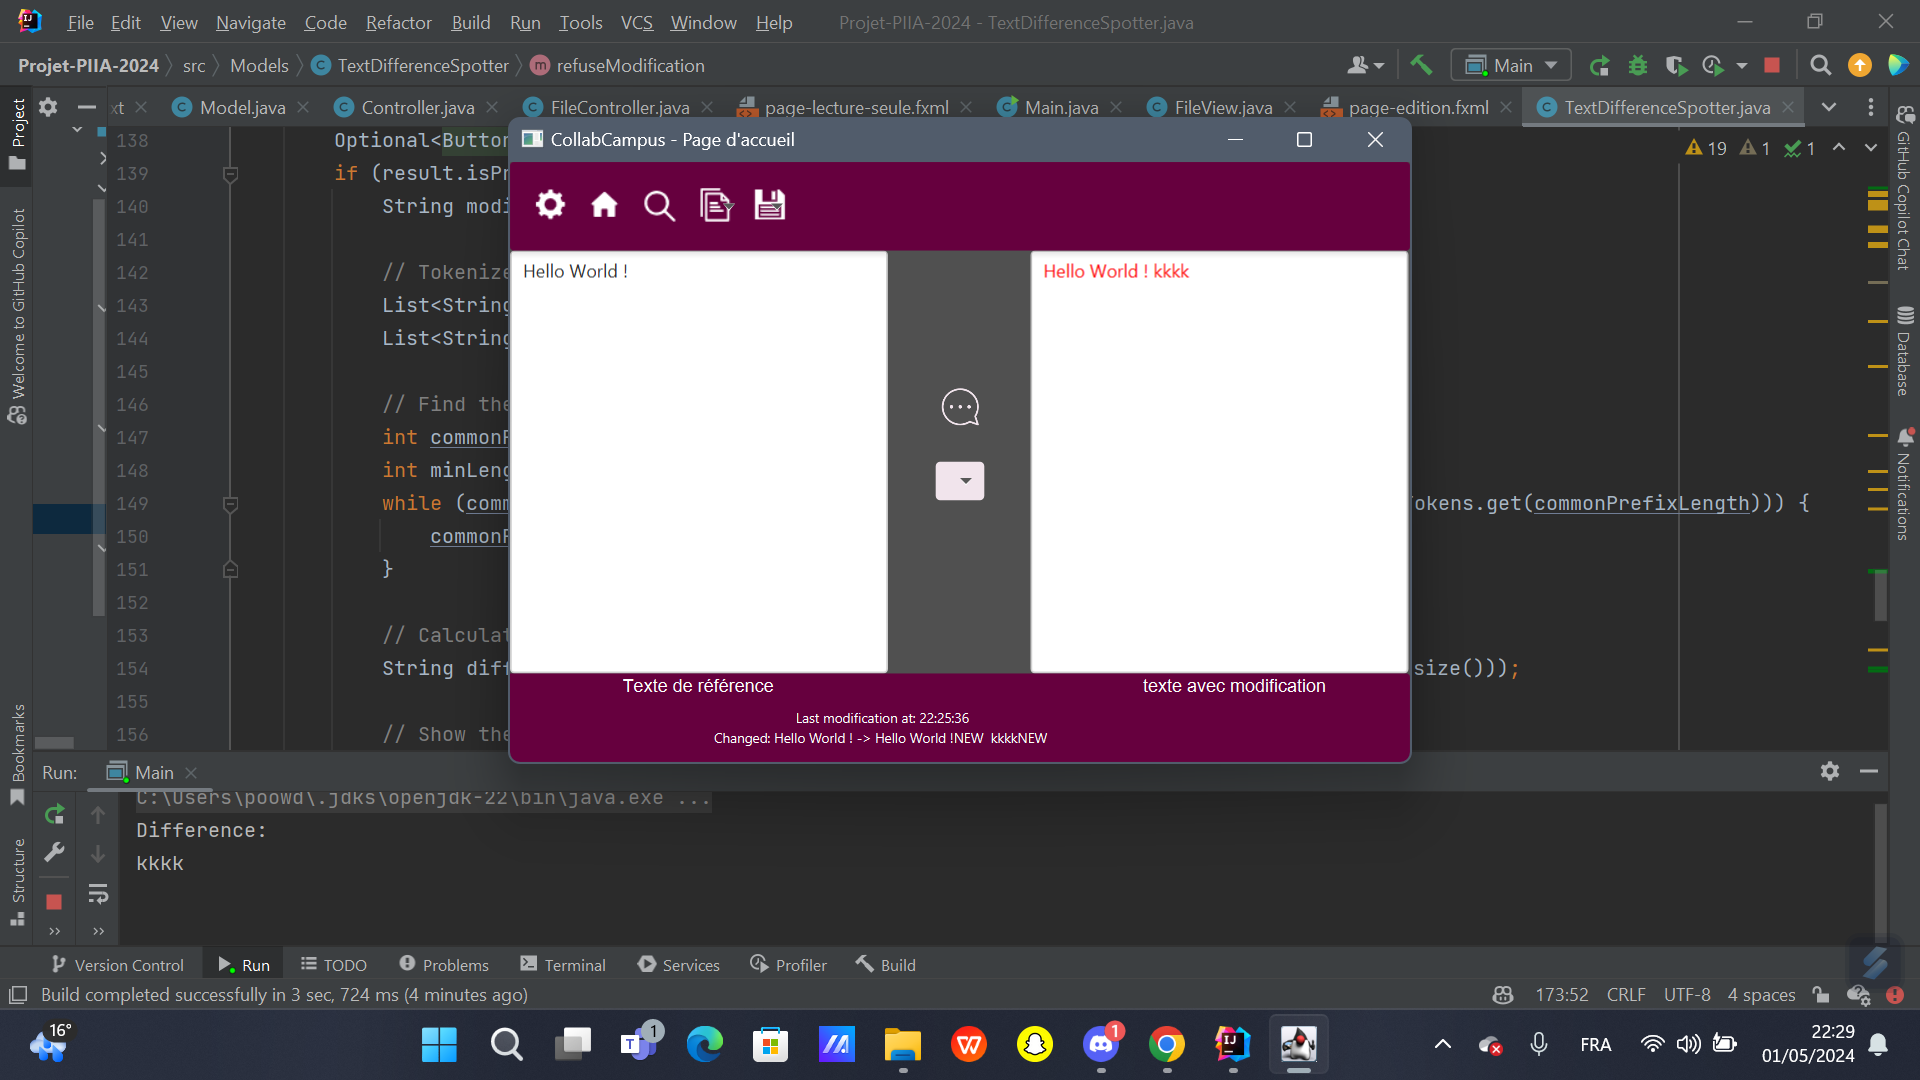 File Edit View Navigate Code Refactor Build Run Tools VCS Window Help Projet-PIIA-2024 - TextDifferenceSpotter.java
Projet-PIIA-2024 src Models TextDifferenceSpotter refuseModification Main
Project
xt Model.java Controller.java FileController.java page-lecture-seule.fxml Main.java FileView.java page-edition.fxml TextDifferenceSpotter.java
19 1 1
CollabCampus - Page d'accueil
Hello World !
Hello World ! kkkk
Texte de référence
texte avec modification
Last modification at: 22:25:36
Changed: Hello World ! -> Hello World !NEW kkkkNEW
138 Optional<Button
139 if (result.isPr
140 String modi
141
142 // Tokenize
143 List<String
144 List<String
145
146 // Find the
147 int commonP
148 int minLeng
149 while (comm okens.get(commonPrefixLength))) {
150 commonP
151 }
152
153 // Calculat
154 String diff size()));
155
156 // Show the
Welcome to GitHub Copilot
Bookmarks
Structure
GitHub Copilot Chat
Database
Notifications
Run: Main
C:\Users\poowd\.jdks\openjdk-22\bin\java.exe ...
Difference:
kkkk
Version Control Run TODO Problems Terminal Services Profiler Build
Build completed successfully in 3 sec, 724 ms (4 minutes ago) 173:52 CRLF UTF-8 4 spaces
16° 1 1 FRA 22:29
01/05/2024